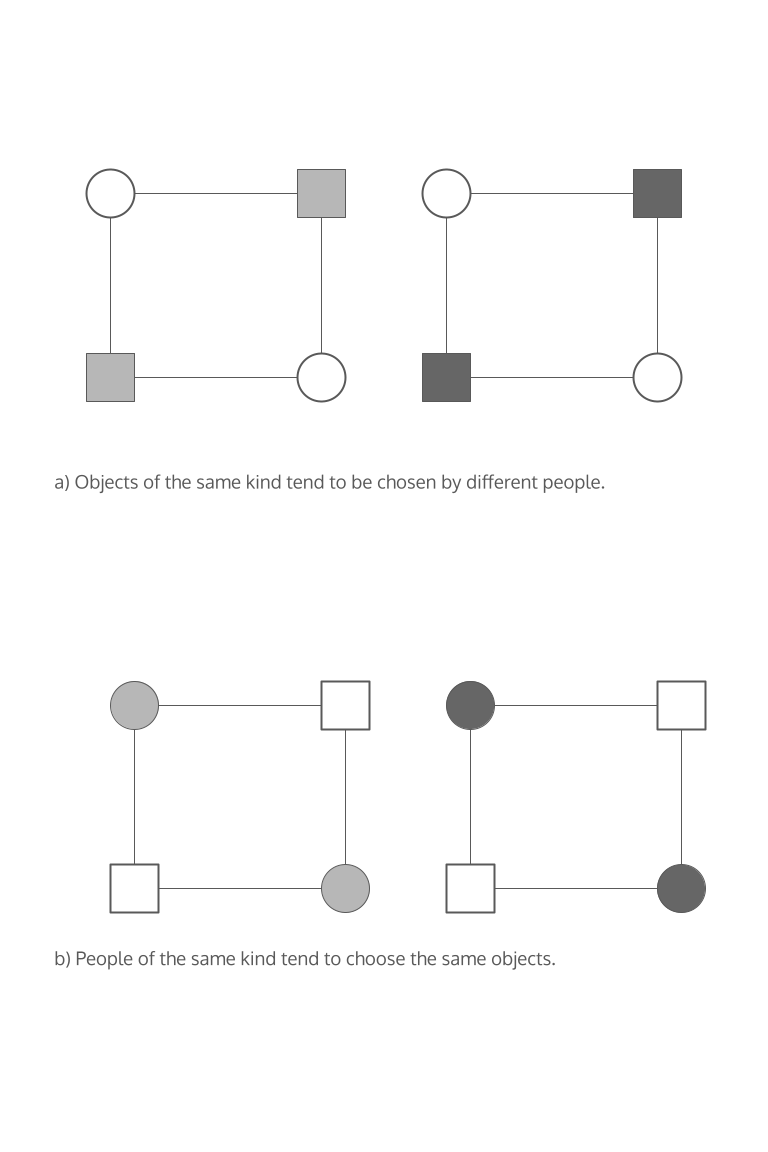 a) Objects of the same kind tend to be chosen by different people.
b) People of the same kind tend to choose the same objects.